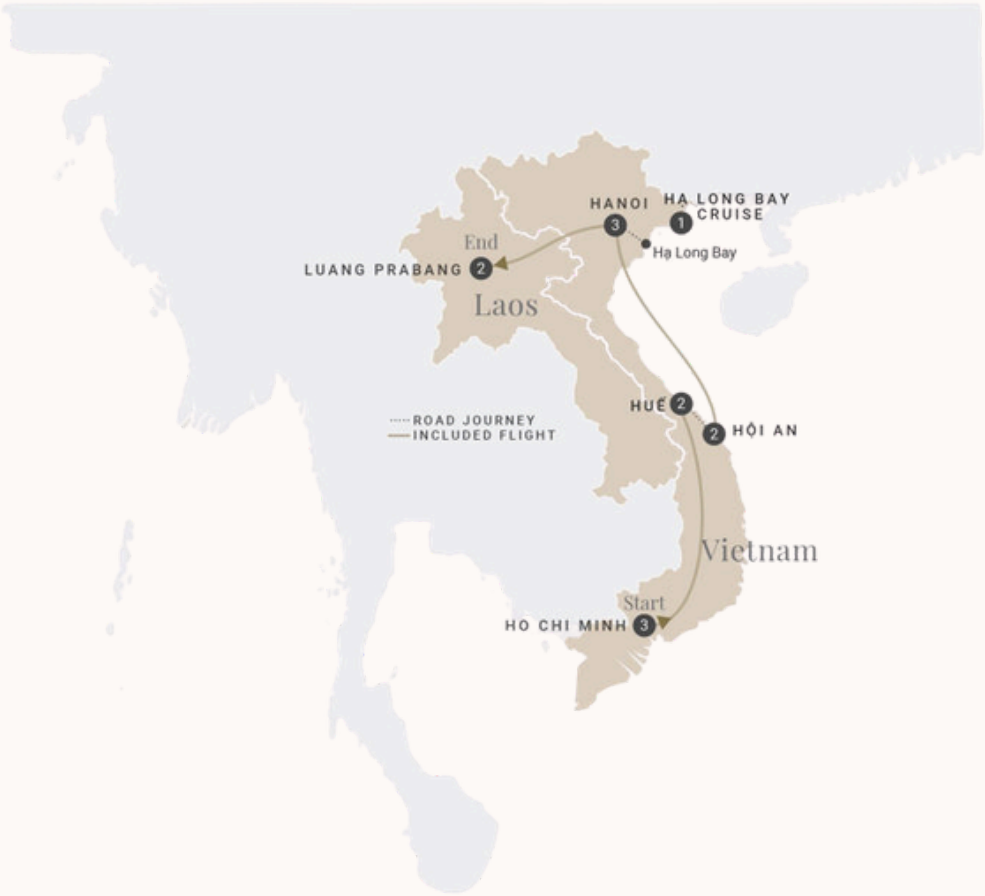 HANOI
3
HẠ LONG BAY
CRUISE
1
Hạ Long Bay
End
LUANG PRABANG
2
Laos
HUẾ
2
ROAD JOURNEY
INCLUDED FLIGHT
2
HỘI AN
Vietnam
Start
HO CHI MINH
3